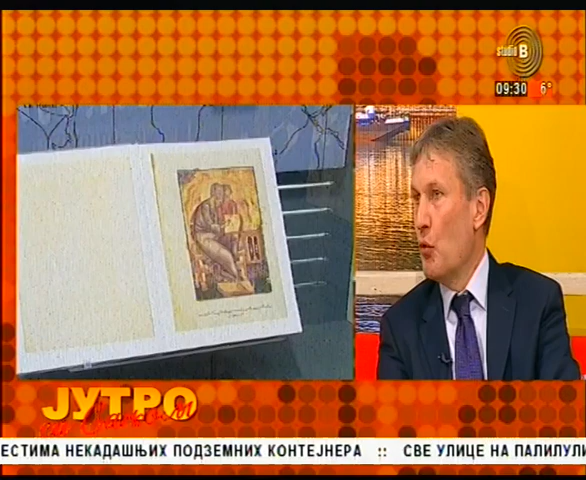 studio B
09:30 6°
ЈУТРО
ЕСТИМА НЕКАДАШЊИХ ПОДЗЕМНИХ КОНТЕЈНЕРА :: СВЕ УЛИЦЕ НА ПАЛИЛУЛИ